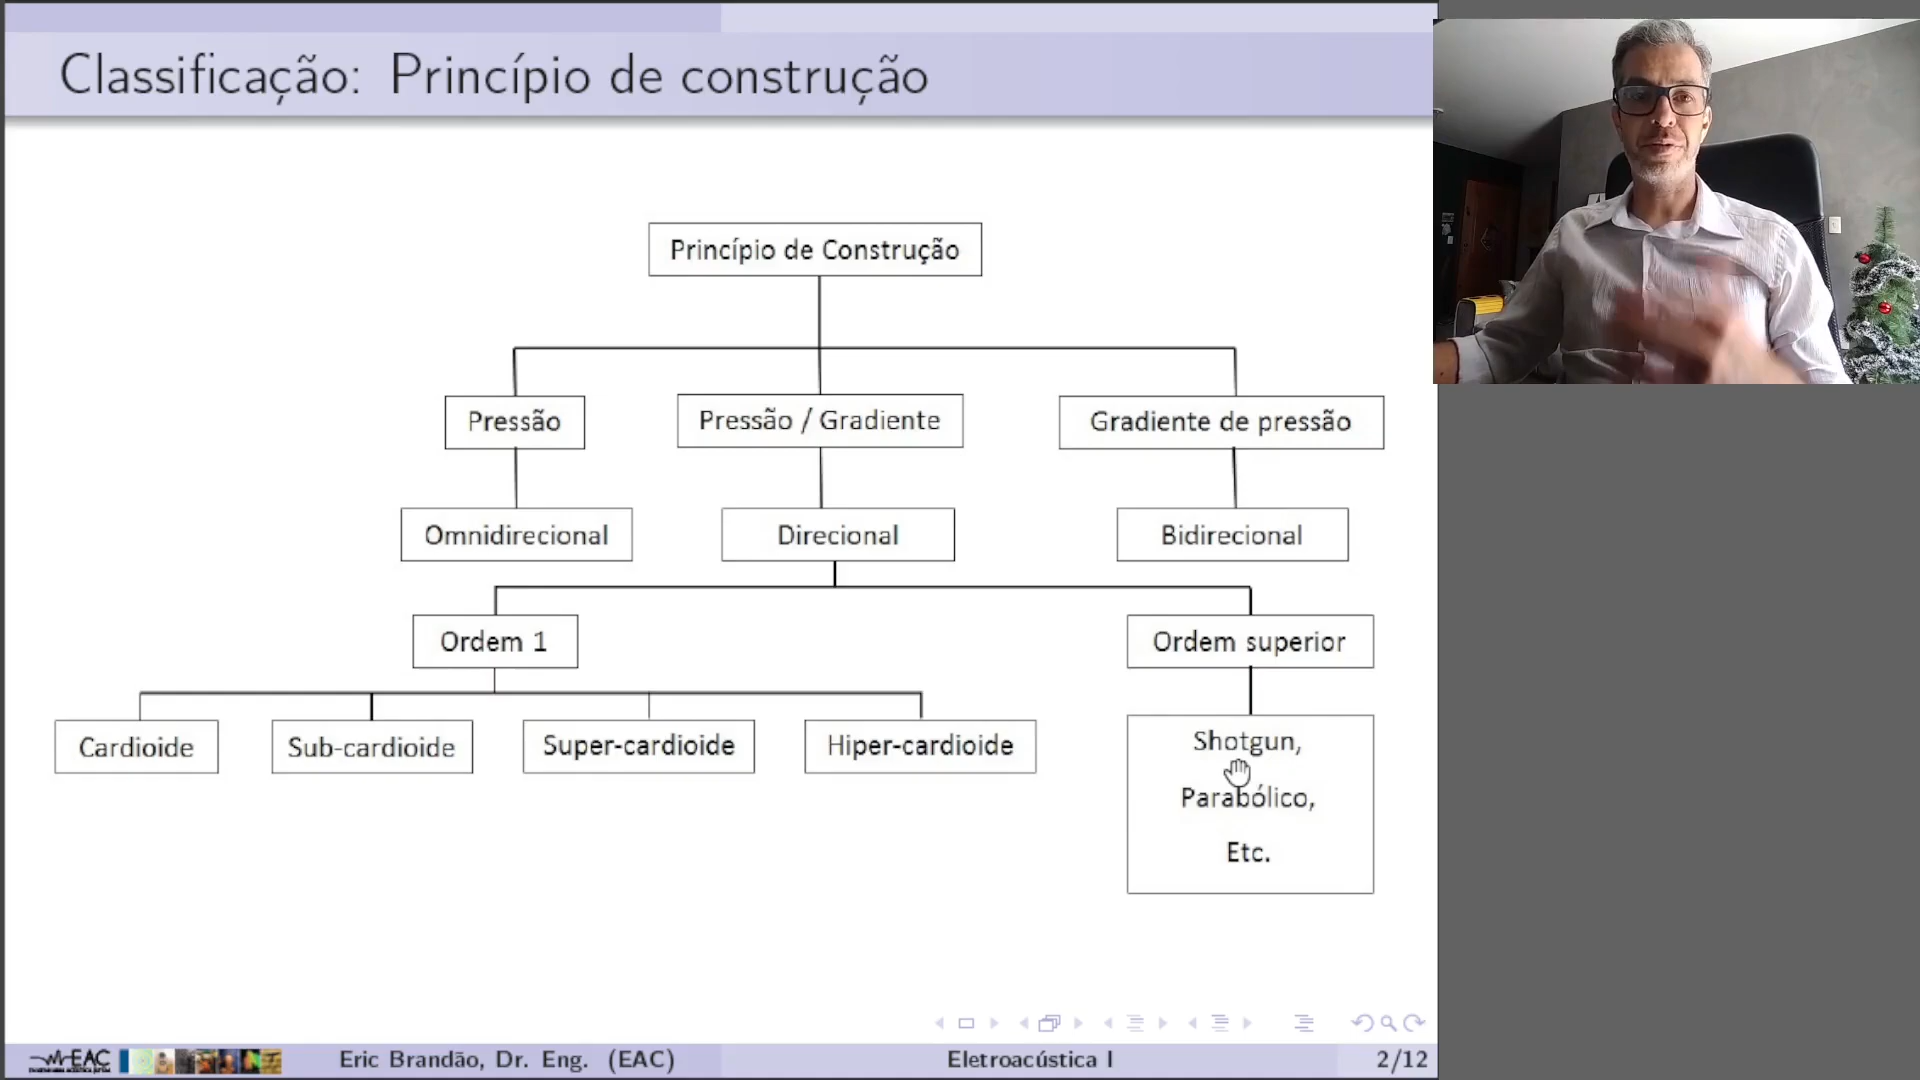 Classificação: Princípio de construção
Princípio de Construção
Pressão
Pressão / Gradiente
Gradiente de pressão
Omnidirecional
Direcional
Bidirecional
Ordem 1
Ordem superior
Cardioide
Sub-cardioide
Super-cardioide
Hiper-cardioide
Shotgun,
Parabólico,
Etc.
EAC
Eric Brandão, Dr. Eng. (EAC)
Eletroacústica I
2/12